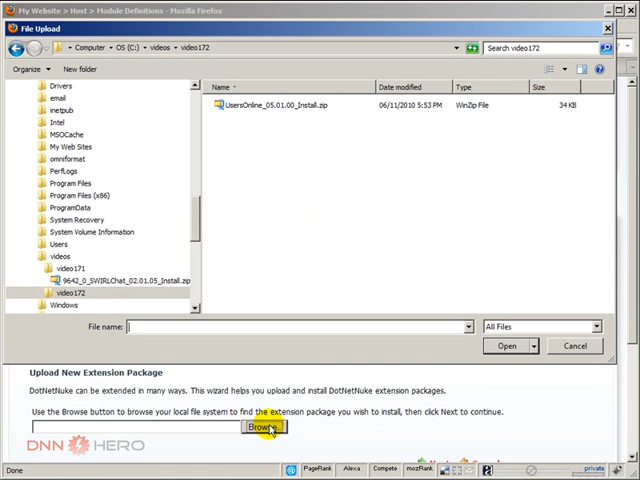 My Website > Host > Module Definitions - Mozilla Firefox
File Upload
Computer ▸ OS (C:) ▸ videos ▸ video172
Search video172
Organize
New folder
Drivers
email
inetpub
Intel
MSOCache
My Web Sites
omniformat
PerfLogs
Program Files
Program Files (x86)
ProgramData
System Recovery
System Volume Information
Users
videos
video171
9642_0_SWIRLChat_02.01.05_Install.zip
video172
Windows
Name Date modified Type Size
UsersOnline_05.01.00_Install.zip 06/11/2010 5:53 PM WinZip File 34 KB
File name:
All Files
Open
Cancel
Upload New Extension Package
DotNetNuke can be extended in many ways. This wizard helps you upload and install DotNetNuke extension packages.
Use the Browse button to browse your local file system to find the extension package you wish to install, then click Next to continue.
Browse...
DNN HERO
Done
PageRank
Alexa
Compete
mozRank
private